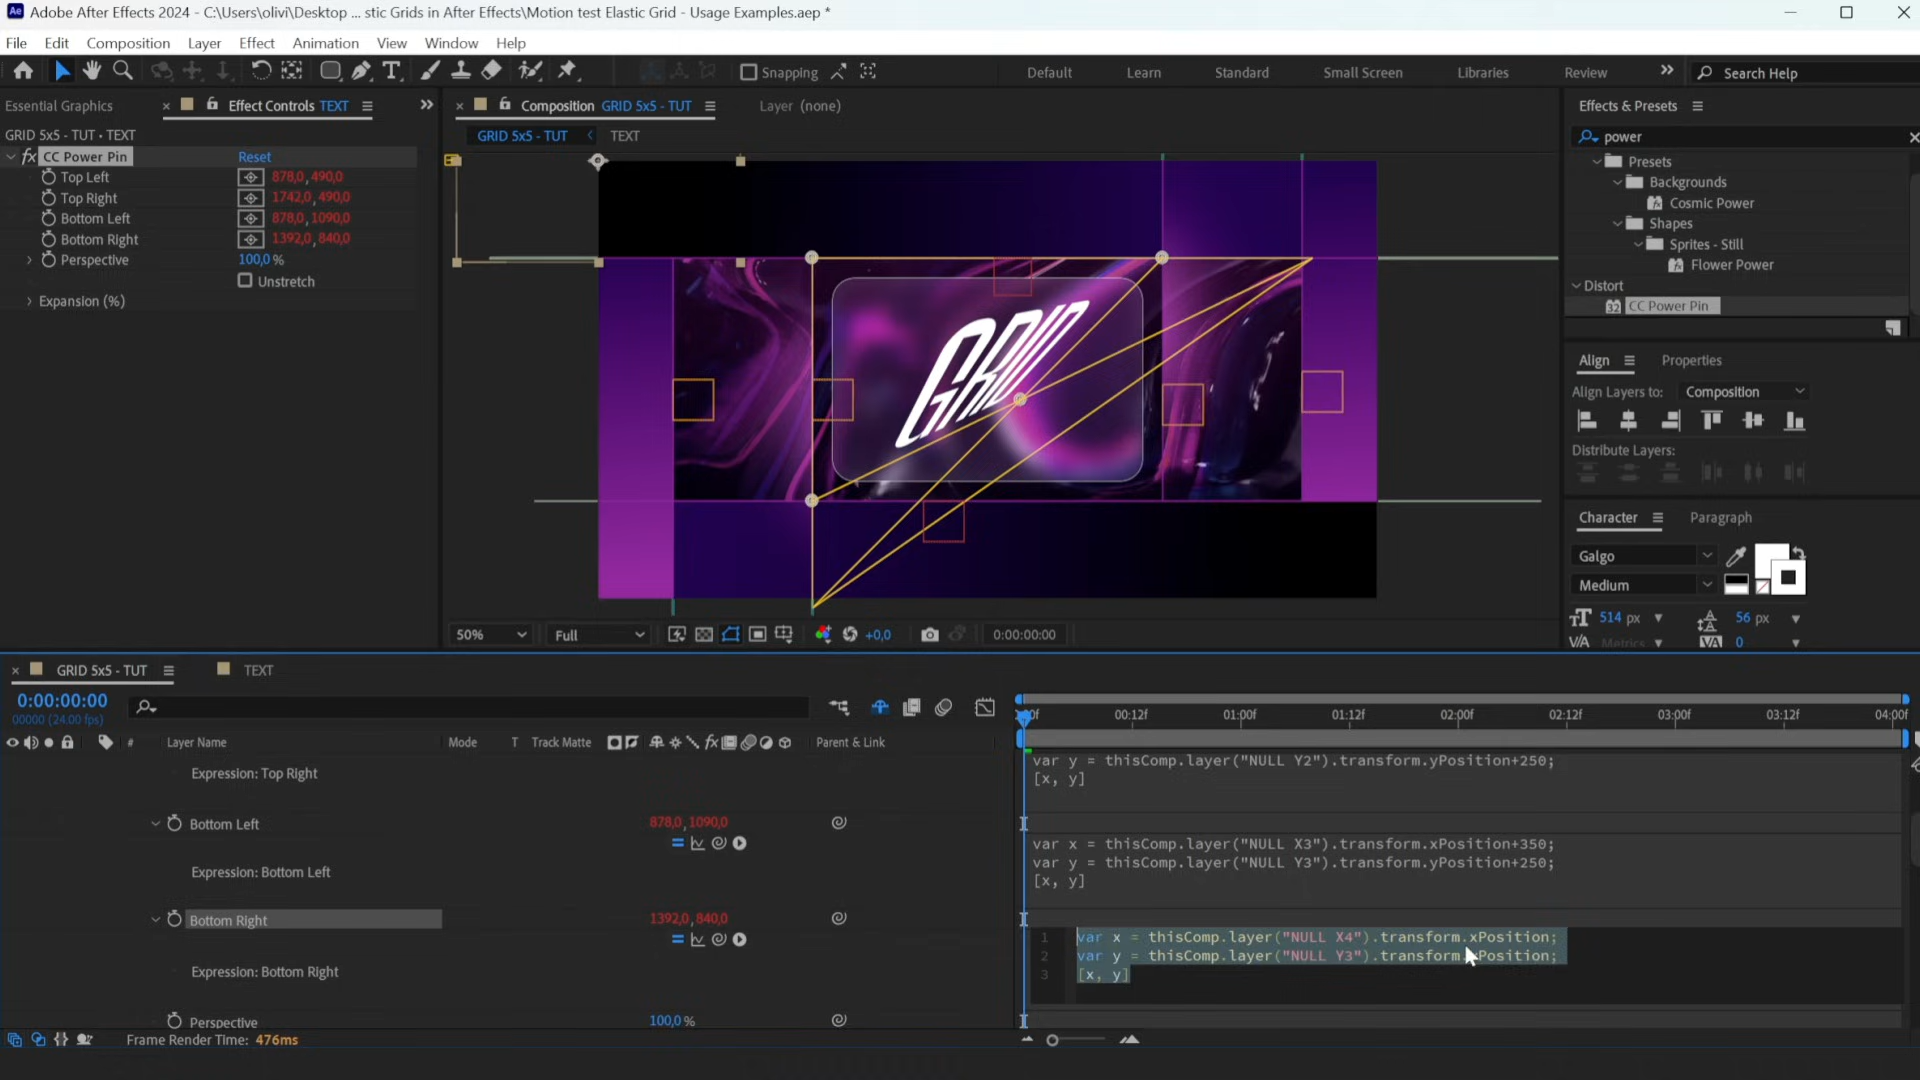 Adobe After Effects 2024 - C:\Users\olivi\Desktop ... stic Grids in After Effects\Motion test Elastic Grid - Usage Examples.aep *
File Edit Composition Layer Effect Animation View Window Help
Snapping
Default Learn Standard Small Screen Libraries Review Search Help
Essential Graphics Effect Controls TEXT
GRID 5x5 - TUT • TEXT
fx CC Power Pin Reset
Top Left 878,0,490,0
Top Right 1742,0,490,0
Bottom Left 878,0,1090,0
Bottom Right 1392,0,840,0
Perspective 100,0 %
Unstretch
Expansion (%)
Composition GRID 5x5 - TUT Layer (none)
GRID 5x5 - TUT TEXT
GRID
50% Full +0,0 0:00:00:00
Effects & Presets
power
Presets
Backgrounds
Cosmic Power
Shapes
Sprites - Still
Flower Power
Distort
32 CC Power Pin
Align Properties
Align Layers to: Composition
Distribute Layers:
Character Paragraph
Galgo
Medium
514 px 56 px
Metrics 0
GRID 5x5 - TUT TEXT
0:00:00:00
00000 (24.00 fps)
00:12f 01:00f 01:12f 02:00f 02:12f 03:00f 03:12f 04:00f
# Layer Name Mode T Track Matte fx Parent & Link
Expression: Top Right
var y = thisComp.layer("NULL Y2").transform.yPosition+250;
[x, y]
Bottom Left 878,0,1090,0
Expression: Bottom Left
var x = thisComp.layer("NULL X3").transform.xPosition+350;
var y = thisComp.layer("NULL Y3").transform.yPosition+250;
[x, y]
Bottom Right 1392,0,840,0
Expression: Bottom Right
1 var x = thisComp.layer("NULL X4").transform.xPosition;
2 var y = thisComp.layer("NULL Y3").transform.yPosition;
3 [x, y]
Perspective 100,0 %
Frame Render Time: 476ms